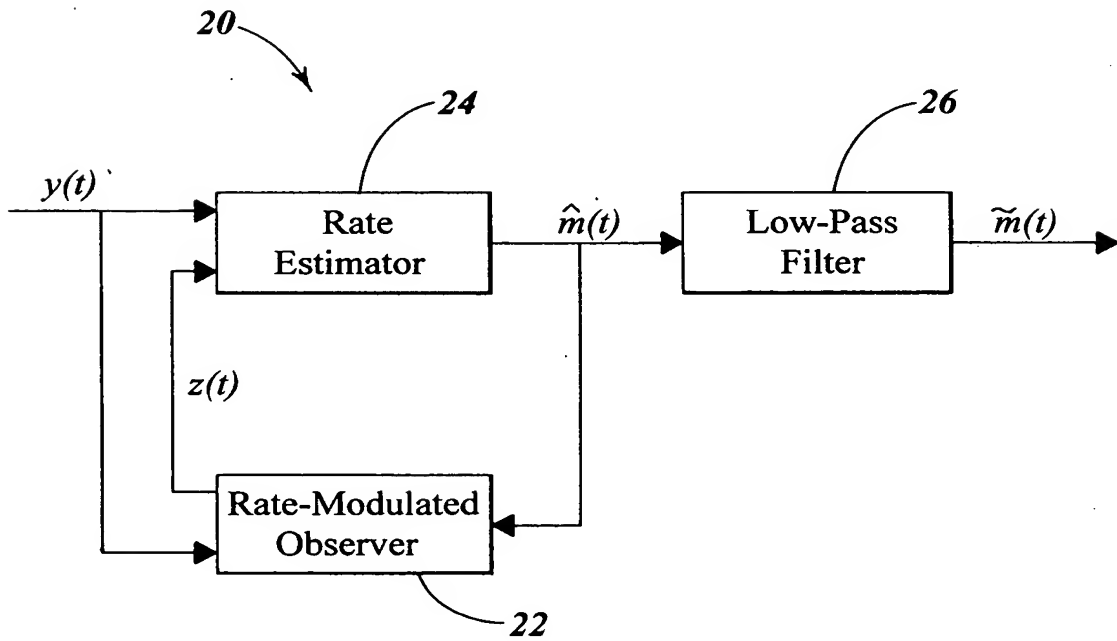 20
24
26
y(t)
Rate
Estimator
m̂(t)
Low-Pass
Filter
m̃(t)
z(t)
Rate-Modulated
Observer
22